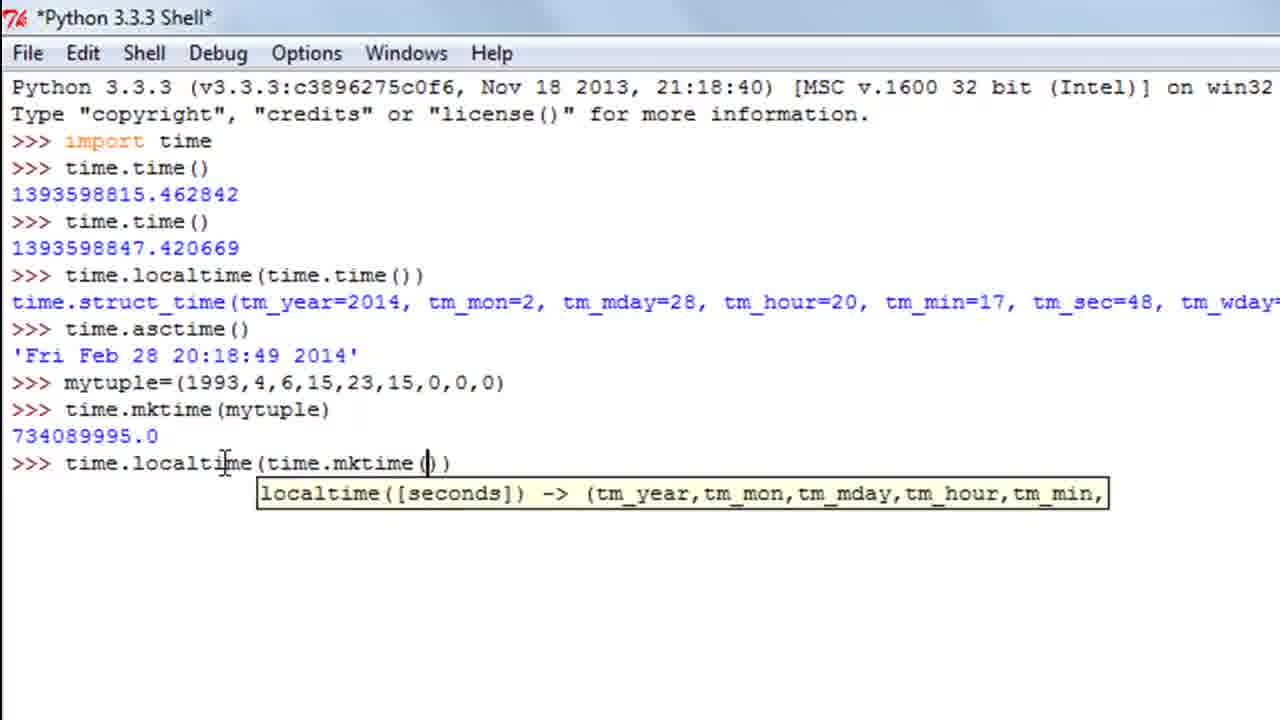 *Python 3.3.3 Shell*
File Edit Shell Debug Options Windows Help
Python 3.3.3 (v3.3.3:c3896275c0f6, Nov 18 2013, 21:18:40) [MSC v.1600 32 bit (Intel)] on win32
Type "copyright", "credits" or "license()" for more information.
>>> import time
>>> time.time()
1393598815.462842
>>> time.time()
1393598847.420669
>>> time.localtime(time.time())
time.struct_time(tm_year=2014, tm_mon=2, tm_mday=28, tm_hour=20, tm_min=17, tm_sec=48, tm_wday=
>>> time.asctime()
'Fri Feb 28 20:18:49 2014'
>>> mytuple=(1993,4,6,15,23,15,0,0,0)
>>> time.mktime(mytuple)
734089995.0
>>> time.localtime(time.mktime())
localtime([seconds]) -> (tm_year,tm_mon,tm_mday,tm_hour,tm_min,